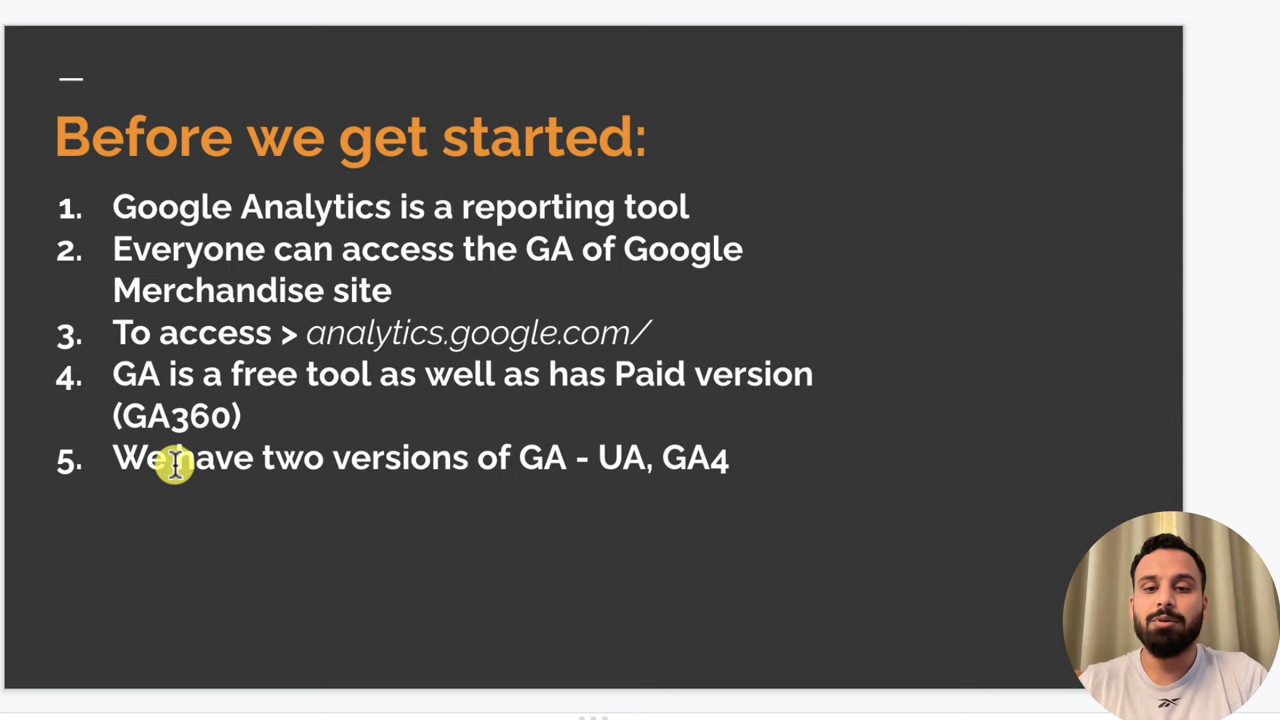 Before we get started:
1. Google Analytics is a reporting tool
2. Everyone can access the GA of Google
Merchandise site
3. To access > analytics.google.com/
4. GA is a free tool as well as has Paid version
(GA360)
5. We have two versions of GA - UA, GA4